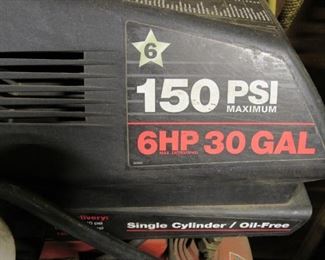 6
150 PSI
MAXIMUM
6HP 30 GAL
Single Cylinder / Oil-Free